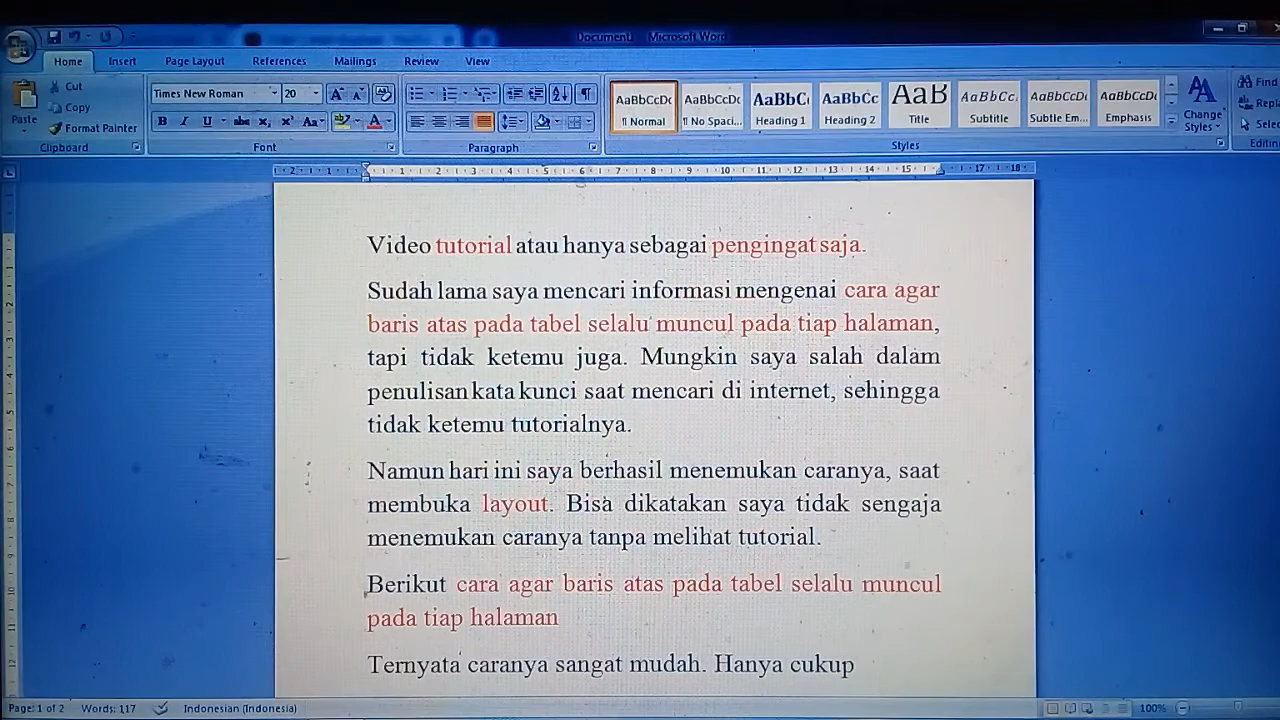 Document1 - Microsoft Word
Home Insert Page Layout References Mailings Review View
Paste
Cut
Copy
Format Painter
Clipboard
Times New Roman 20
Font
Paragraph
AaBbCcDc AaBbCcDc AaBbC AaBbCc AaB AaBbCc. AaBbCcDc AaBbCcDc
¶ Normal ¶ No Spaci... Heading 1 Heading 2 Title Subtitle Subtle Em... Emphasis
Styles
Change
Styles
Find
Video tutorial atau hanya sebagai pengingat saja.
Sudah lama saya mencari informasi mengenai cara agar
baris atas pada tabel selalu muncul pada tiap halaman,
tapi tidak ketemu juga. Mungkin saya salah dalam
penulisan kata kunci saat mencari di internet, sehingga
tidak ketemu tutorialnya.
Namun hari ini saya berhasil menemukan caranya, saat
membuka layout. Bisa dikatakan saya tidak sengaja
menemukan caranya tanpa melihat tutorial.
Berikut cara agar baris atas pada tabel selalu muncul
pada tiap halaman
Ternyata caranya sangat mudah. Hanya cukup
Page: 1 of 2 Words: 117 Indonesian (Indonesia) 100%